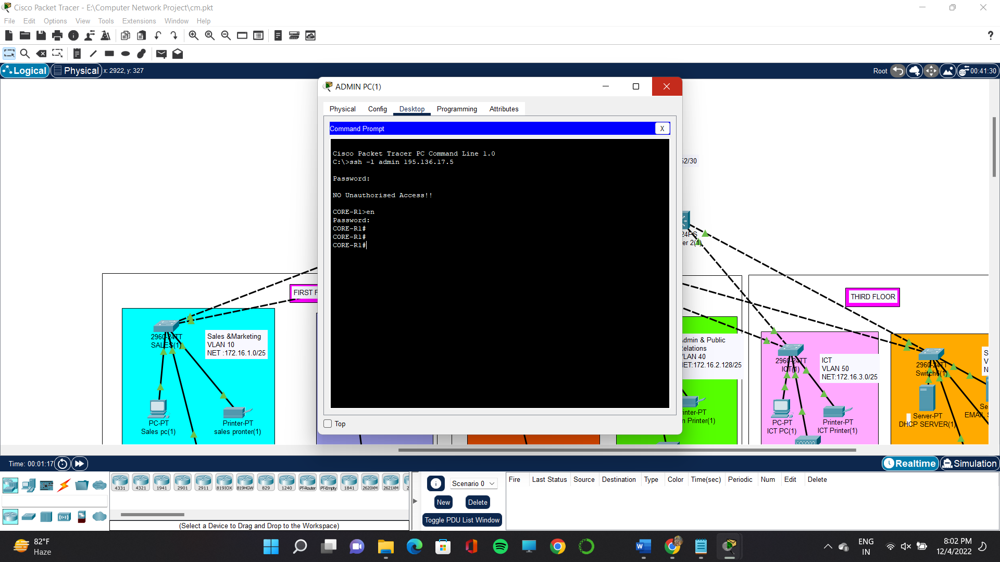 Cisco Packet Tracer - E:\Computer Network Project\cm.pkt
File Edit Options View Tools Extensions Window Help
Logical Physical x: 2922, y: 327
Root 00:41:30
ADMIN PC(1)
Physical Config Desktop Programming Attributes
Command Prompt
X
Cisco Packet Tracer PC Command Line 1.0
C:\>ssh -l admin 195.136.17.5
Password:
NO Unauthorised Access!!
CORE-R1>en
Password:
CORE-R1#
CORE-R1#
CORE-R1#
Top
52/30
24PS
er 2(1)
FIRST F
THIRD FLOOR
2960-24TT
SALES(1)
Sales &Marketing
VLAN 10
NET :172.16.1.0/25
PC-PT
Sales pc(1)
Printer-PT
sales pronter(1)
Admin & Public
Relations
VLAN 40
NET:172.16.2.128/25
rinter-PT
n Printer(1)
2960-24TT
ICT(1)
ICT
VLAN 50
NET:172.16.3.0/25
PC-PT
ICT PC(1)
Printer-PT
ICT Printer(1)
2960-24TT
Switch6(1)
S
V
N
Server-PT
DHCP SERVER(1)
Se
EMAIL S
Time: 00:01:17
Realtime Simulation
4331 4321 1941 2901 2911 819IOX 819HGW 829 1240 PT-Router PT-Empty 1841 2620XM 2621XM 2
(Select a Device to Drag and Drop to the Workspace)
Scenario 0
New Delete
Toggle PDU List Window
Fire Last Status Source Destination Type Color Time(sec) Periodic Num Edit Delete
82°F
Haze
ENG
IN
8:02 PM
12/4/2022